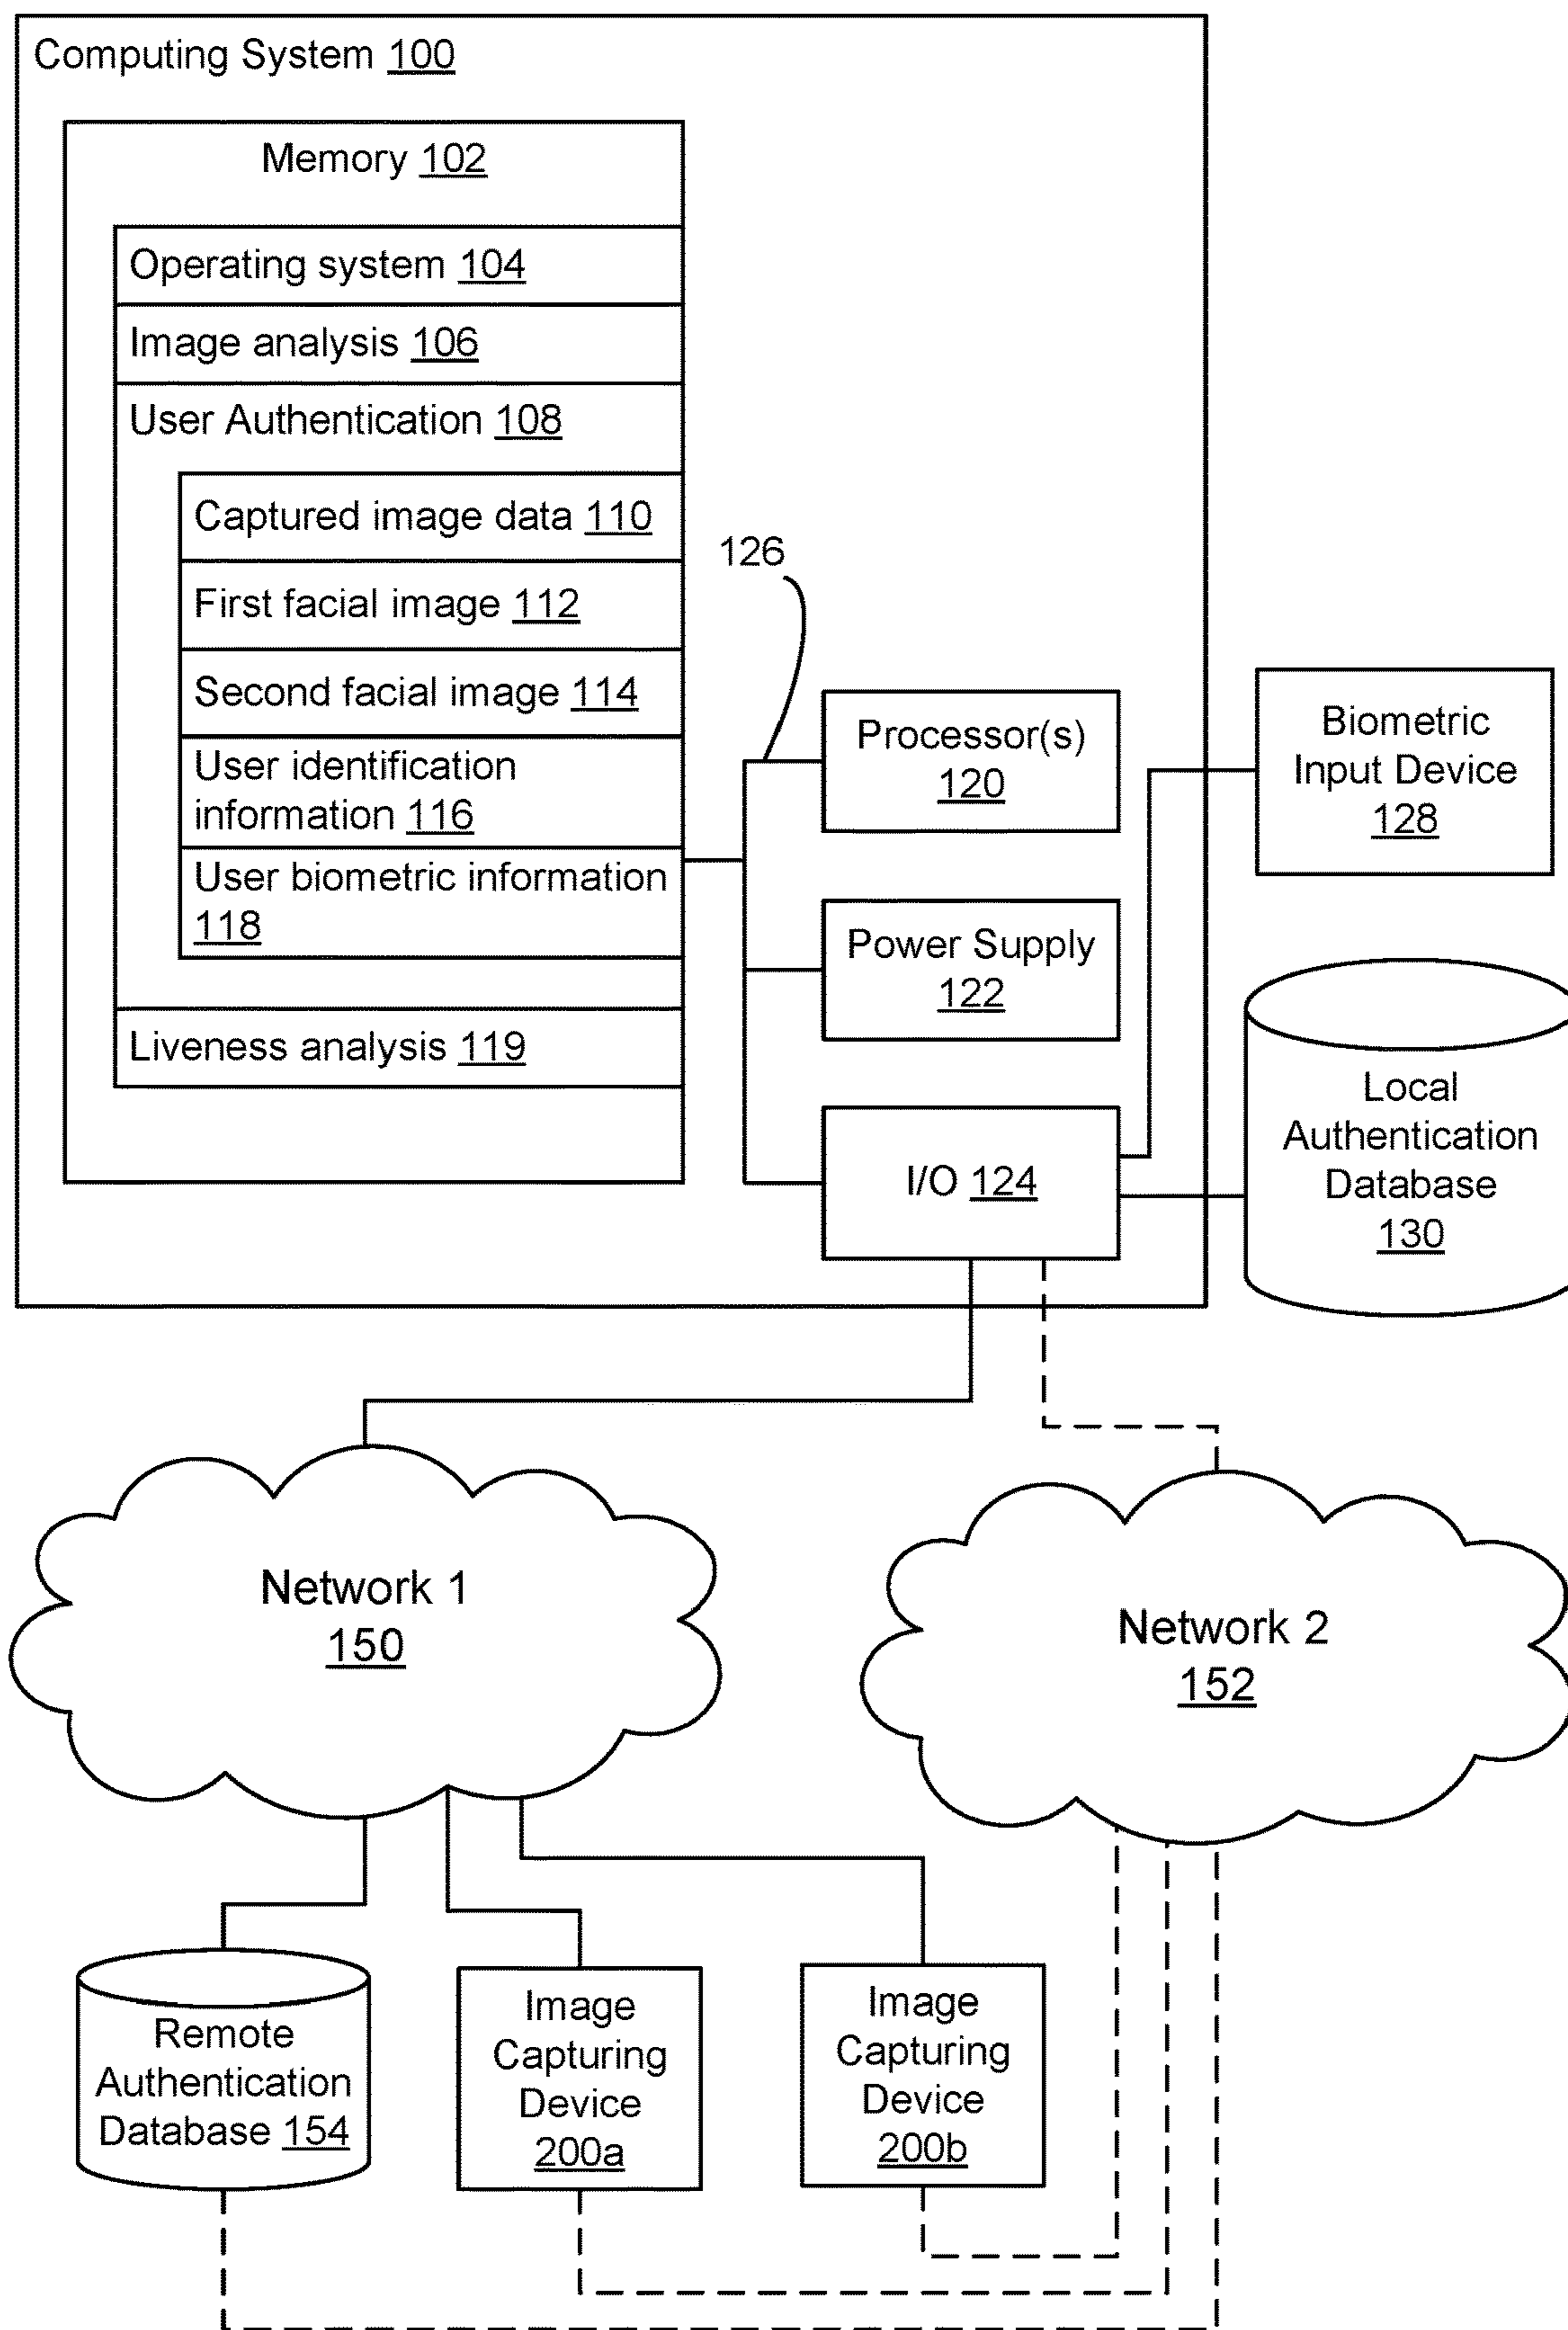 Computing System 100
Memory 102
Operating system 104
Image analysis 106
User Authentication 108
Captured image data 110
First facial image 112
Second facial image 114
User identification
information 116
User biometric information
118
Liveness analysis 119
126
Processor(s)
120
Power Supply
122
I/O 124
Biometric
Input Device
128
Local
Authentication
Database
130
Network 1
150
Network 2
152
Remote
Authentication
Database 154
Image
Capturing
Device
200a
Image
Capturing
Device
200b